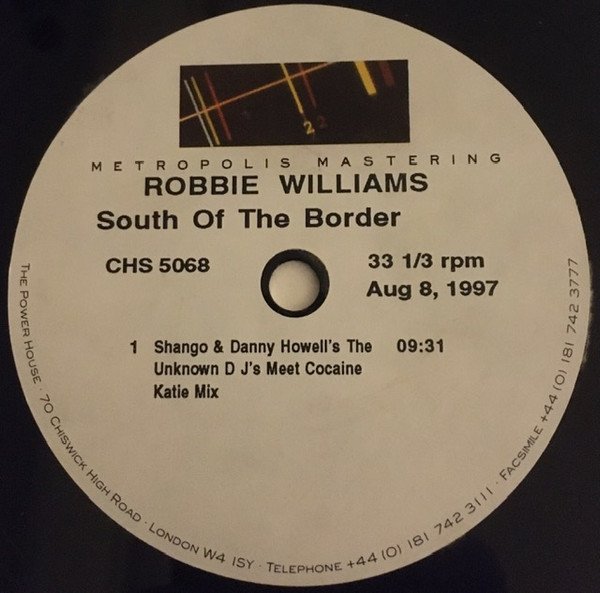 22
METROPOLIS MASTERING
ROBBIE WILLIAMS
South Of The Border
CHS 5068 33 1/3 rpm
Aug 8, 1997
1 Shango & Danny Howell's The 09:31
Unknown D J's Meet Cocaine
Katie Mix
THE POWER HOUSE · 70 CHISWICK HIGH ROAD · LONDON W4 1SY · TELEPHONE +44 (0) 181 742 3111 · FACSIMILE +44 (0) 181 742 3777